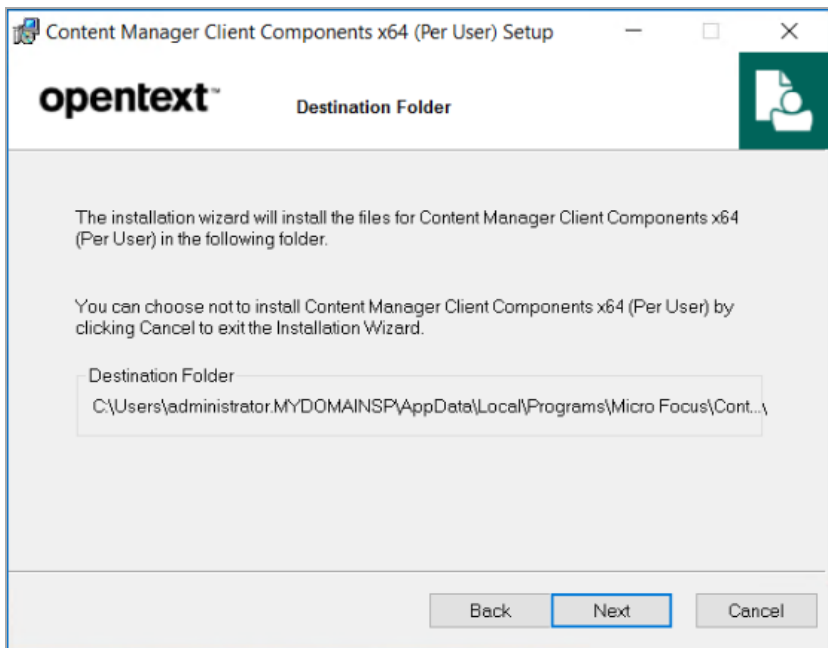 Content Manager Client Components x64 (Per User) Setup
opentext™
Destination Folder
The installation wizard will install the files for Content Manager Client Components x64
(Per User) in the following folder.
You can choose not to install Content Manager Client Components x64 (Per User) by
clicking Cancel to exit the Installation Wizard.
Destination Folder
C:\Users\administrator.MYDOMAINSP\AppData\Local\Programs\Micro Focus\Cont...\
Back
Next
Cancel